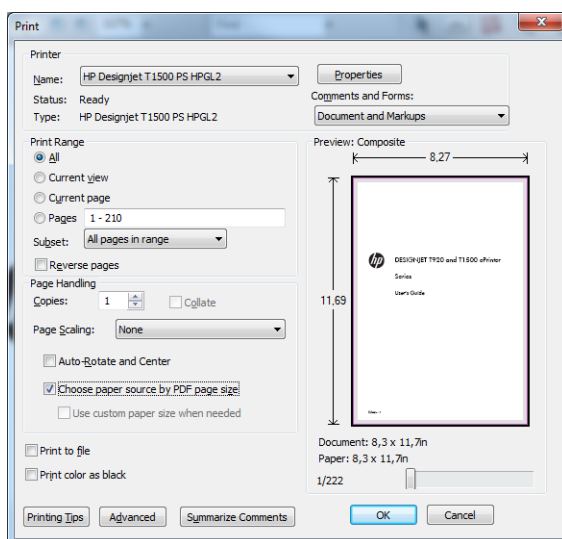 Print
Printer
Name: HP Designjet T1500 PS HPGL2
Properties
Status: Ready
Comments and Forms:
Type: HP Designjet T1500 PS HPGL2
Document and Markups
Print Range
All
Current view
Current page
Pages 1 - 210
Subset: All pages in range
Reverse pages
Page Handling
Copies: 1 Collate
Page Scaling: None
Auto-Rotate and Center
Choose paper source by PDF page size
Use custom paper size when needed
Print to file
Print color as black
Printing Tips Advanced Summarize Comments
Preview: Composite
8,27
11,69
hp
DESIGNJET T920 and T1500 ePrinter
Series
User's Guide
Document: 8,3 x 11,7in
Paper: 8,3 x 11,7in
1/222
OK Cancel